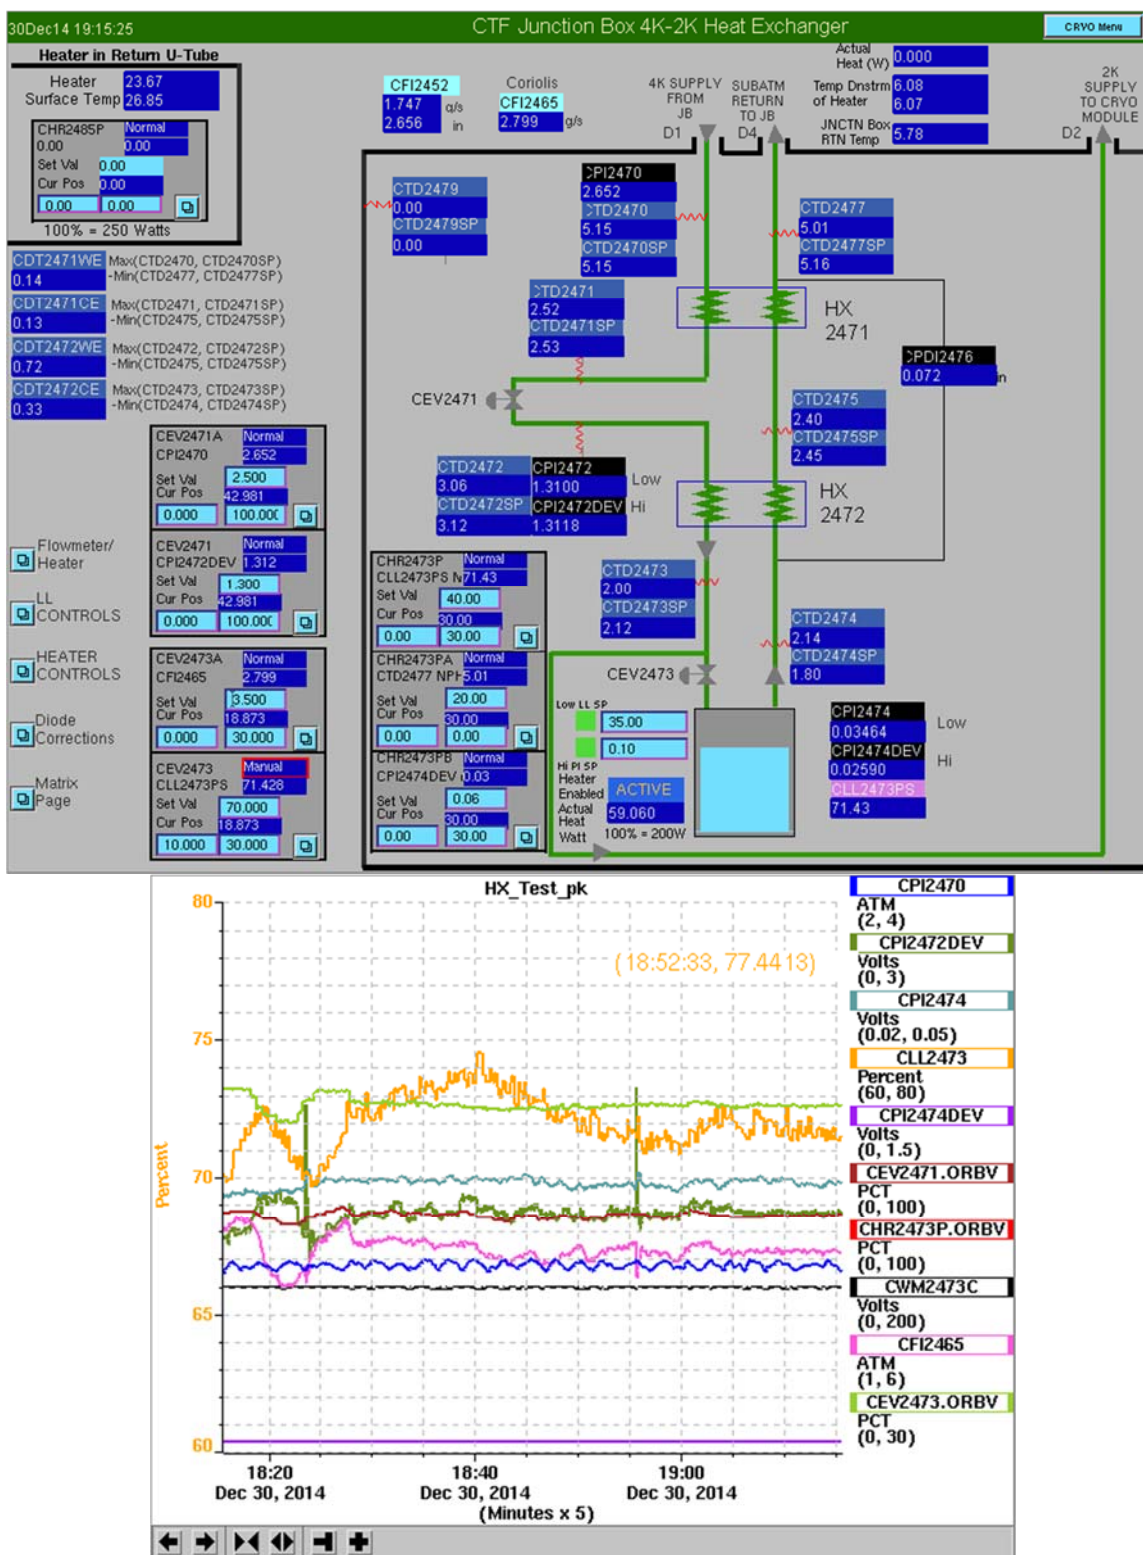 30Dec14 19:15:25
CTF Junction Box 4K-2K Heat Exchanger
CRYO Menu
Heater in Return U-Tube
Heater 23.67
Surface Temp 26.85
CHR2485P Normal
0.00 0.00
Set Val 0.00
Cur Pos 0.00
0.00 0.00
100% = 250 Watts
CFI2452
1.747 g/s
2.656 in
Coriolis
CFI2465
2.799 g/s
4K SUPPLY
FROM
JB
D1
SUBATM
RETURN
TO JB
D4
Actual
Heat (W) 0.000
Temp Dnstrm 6.08
of Heater 6.07
JNCTN Box
RTN Temp 5.78
2K
SUPPLY
TO CRYO
MODULE
D2
CDT2471WE Max(CTD2470, CTD2470SP)
0.14 -Min(CTD2477, CTD2477SP)
CDT2471CE Max(CTD2471, CTD2471SP)
0.13 -Min(CTD2475, CTD2475SP)
CDT2472WE Max(CTD2472, CTD2472SP)
0.72 -Min(CTD2475, CTD2475SP)
CDT2472CE Max(CTD2473, CTD2473SP)
0.33 -Min(CTD2474, CTD2474SP)
CTD2479
0.00
CTD2479SP
0.00
CPI2470
2.652
CTD2470
5.15
CTD2470SP
5.15
CTD2477
5.01
CTD2477SP
5.16
CTD2471
2.52
CTD2471SP
2.53
HX
2471
CPDI2476
0.072 in
CEV2471
CTD2475
2.40
CTD2475SP
2.45
CTD2472
3.06
CTD2472SP
3.12
CPI2472
1.3100
Low
CPI2472DEV
1.3118
Hi
HX
2472
CEV2471A Normal
CPI2470 2.652
Set Val 2.500
Cur Pos 42.981
0.000 100.000
CEV2471 Normal
CPI2472DEV 1.312
Set Val 1.300
Cur Pos 42.981
0.000 100.000
CEV2473A Normal
CFI2465 2.799
Set Val 3.500
Cur Pos 18.873
0.000 30.000
CEV2473 Manual
CLL2473PS 71.428
Set Val 70.000
Cur Pos 18.873
10.000 30.000
Flowmeter/
Heater
LL
CONTROLS
HEATER
CONTROLS
Diode
Corrections
Matrix
Page
CHR2473P Normal
CLL2473PS N 71.43
Set Val 40.00
Cur Pos 30.00
0.00 30.00
CHR2473PA Normal
CTD2477 NPH 5.01
Set Val 20.00
Cur Pos 30.00
0.00 0.00
CHR2473PB Normal
CPI2474DEV 0.03
Set Val 0.06
Cur Pos 30.00
0.00 30.00
CTD2473
2.00
CTD2473SP
2.12
CTD2474
2.14
CTD2474SP
1.80
CEV2473
Low LL SP
35.00
0.10
Hi PI SP
Heater
Enabled ACTIVE
Actual
Heat 59.060
Watt 100% = 200W
CPI2474
0.03464
Low
CPI2474DEV
0.02590
Hi
CLL2473PS
71.43
HX_Test_pk
(18:52:33, 77.4413)
80
75
70
65
60
Percent
18:20
Dec 30, 2014
18:40
Dec 30, 2014
19:00
Dec 30, 2014
(Minutes x 5)
CPI2470
ATM
(2, 4)
CPI2472DEV
Volts
(0, 3)
CPI2474
Volts
(0.02, 0.05)
CLL2473
Percent
(60, 80)
CPI2474DEV
Volts
(0, 1.5)
CEV2471.ORBV
PCT
(0, 100)
CHR2473P.ORBV
PCT
(0, 100)
CWM2473C
Volts
(0, 200)
CFI2465
ATM
(1, 6)
CEV2473.ORBV
PCT
(0, 30)